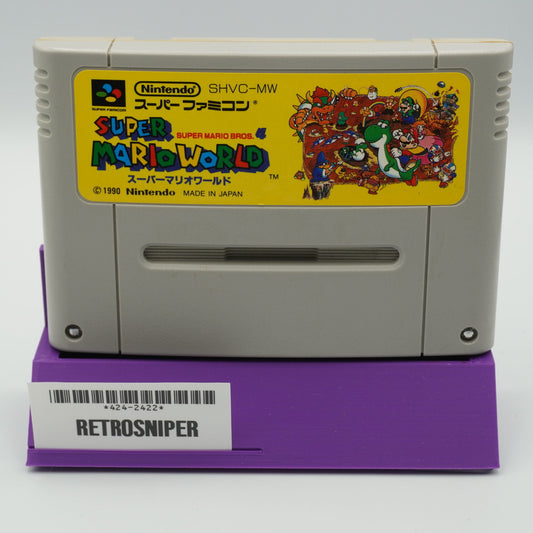 Nintendo SHVC-MW
SUPER FAMICOM
スーパーファミコン®
SUPER MARIO BROS. 4
SUPER
MARIO WORLD
スーパーマリオワールド TM
© 1990 Nintendo MADE IN JAPAN
*424-2422*
RETROSNIPER